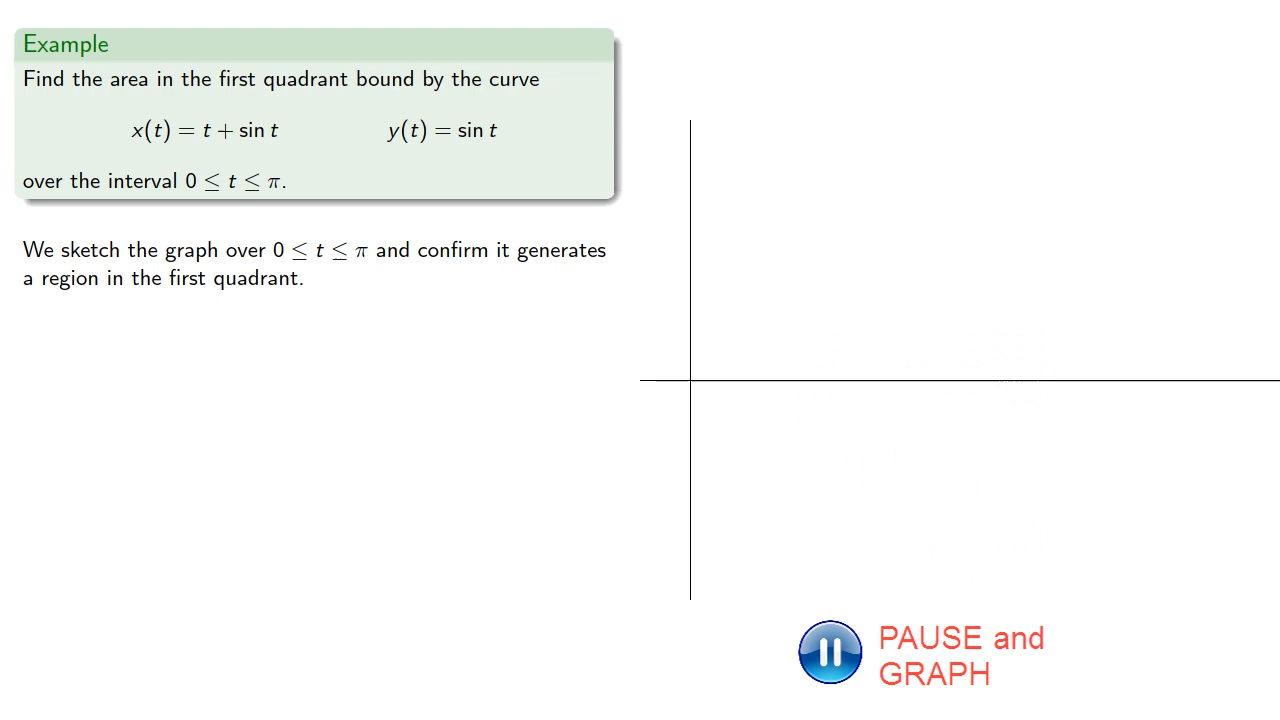 Example
Find the area in the first quadrant bound by the curve
x(t) = t + sin t y(t) = sin t
over the interval 0 ≤ t ≤ π.
We sketch the graph over 0 ≤ t ≤ π and confirm it generates
a region in the first quadrant.
PAUSE and
GRAPH